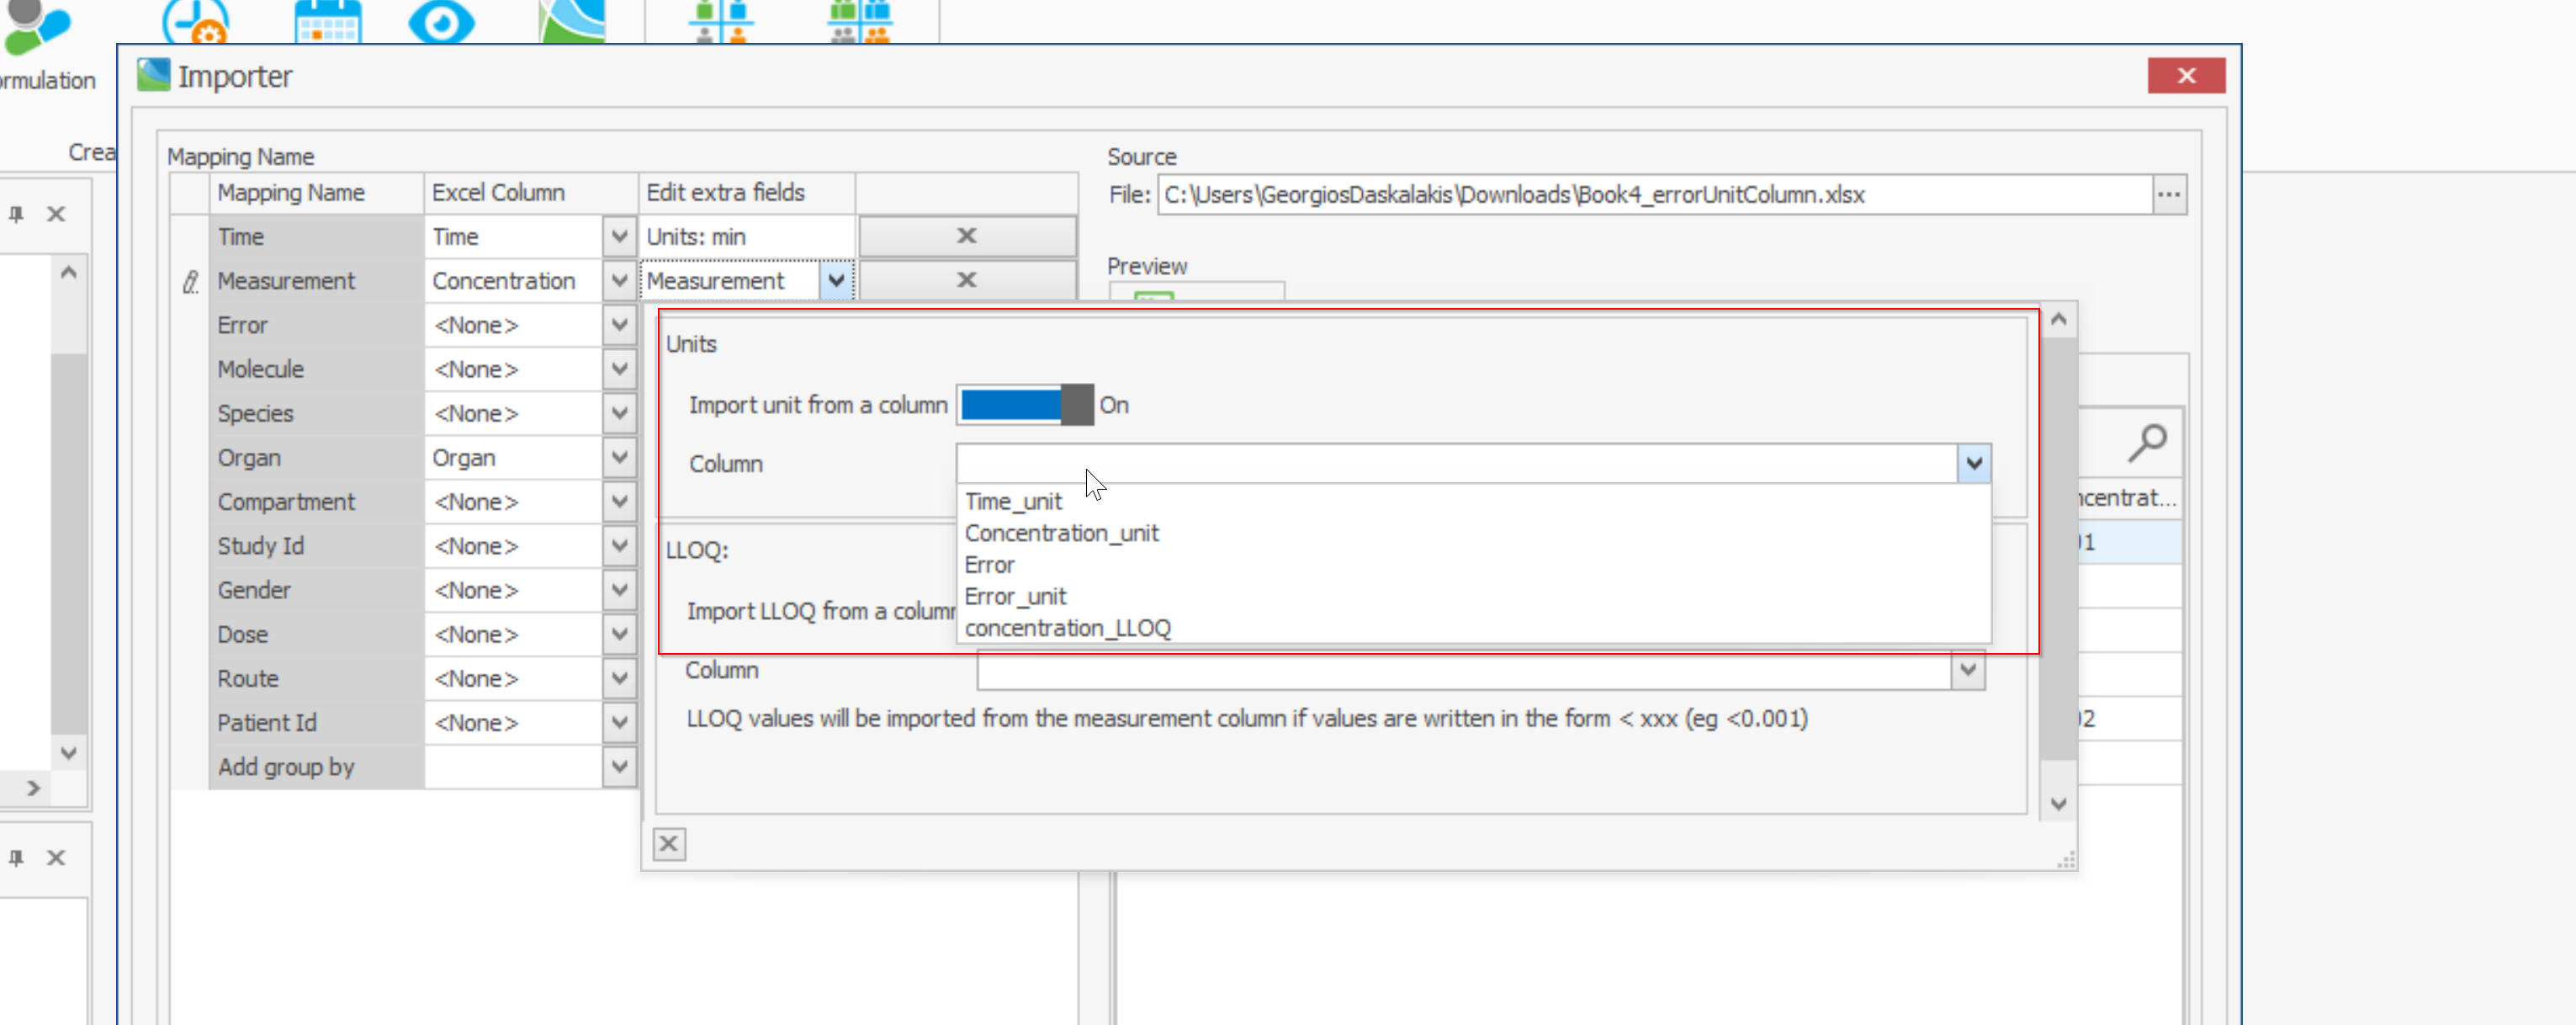 Importer
Crea
Mapping Name
Source
Mapping Name Excel Column Edit extra fields
File: C:\Users\GeorgiosDaskalakis\Downloads\Book4_errorUnitColumn.xlsx
Time Time Units: min
Preview
Measurement Concentration Measurement
Error <None>
Molecule <None>
Species <None>
Organ Organ
Compartment <None>
Study Id <None>
Gender <None>
Dose <None>
Route <None>
Patient Id <None>
Add group by
Units
Import unit from a column On
Column
Time_unit
Concentration_unit
Error
Error_unit
concentration_LLOQ
LLOQ:
Import LLOQ from a column
Column
LLOQ values will be imported from the measurement column if values are written in the form < xxx (eg <0.001)
ncentrat...
01
02